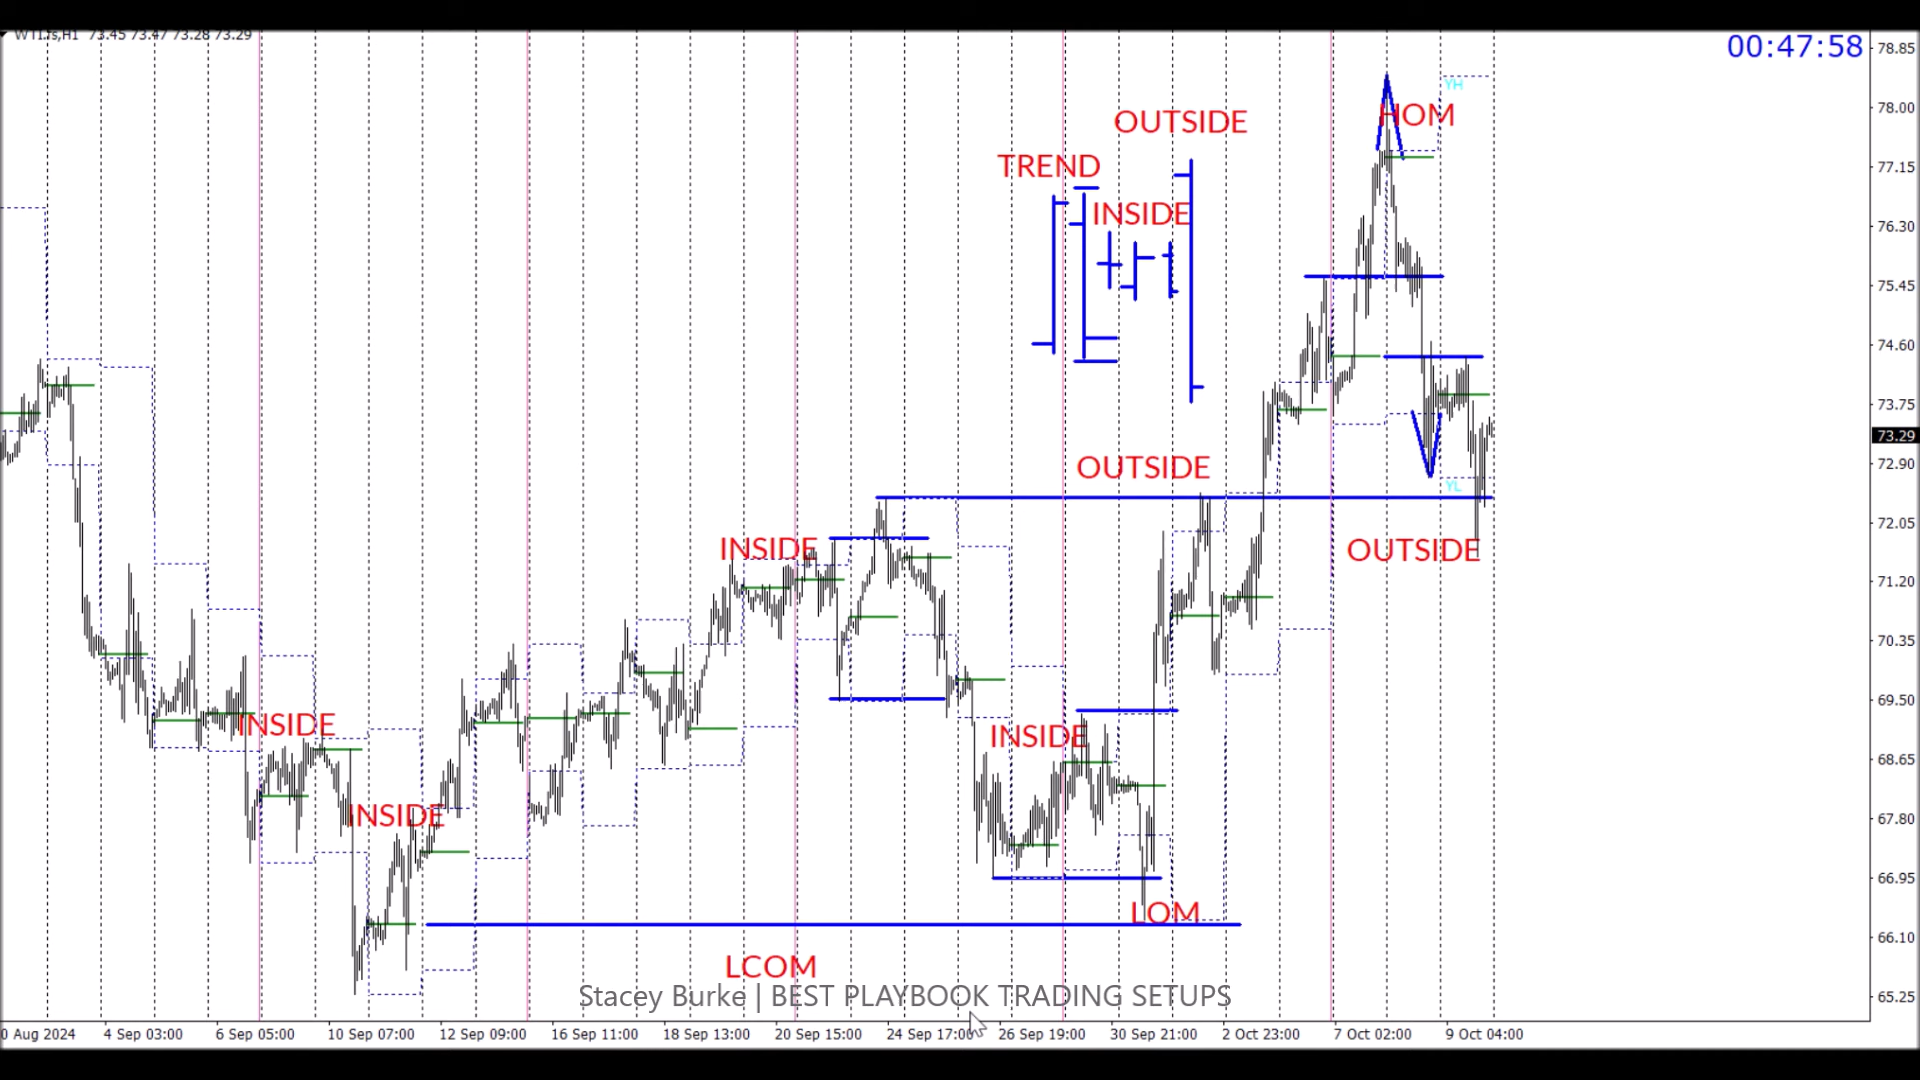 WTI.fs,H1 73.45 73.47 73.28 73.29
00:47:58
78.85
YH
HOM
78.00
OUTSIDE
TREND
77.15
INSIDE
76.30
75.45
74.60
73.75
73.29
OUTSIDE
72.90
YL
72.05
INSIDE
OUTSIDE
71.20
70.35
69.50
INSIDE
INSIDE
68.65
INSIDE
67.80
66.95
LOM
66.10
LCOM
Stacey Burke | BEST PLAYBOOK TRADING SETUPS
65.25
0 Aug 2024 4 Sep 03:00 6 Sep 05:00 10 Sep 07:00 12 Sep 09:00 16 Sep 11:00 18 Sep 13:00 20 Sep 15:00 24 Sep 17:00 26 Sep 19:00 30 Sep 21:00 2 Oct 23:00 7 Oct 02:00 9 Oct 04:00